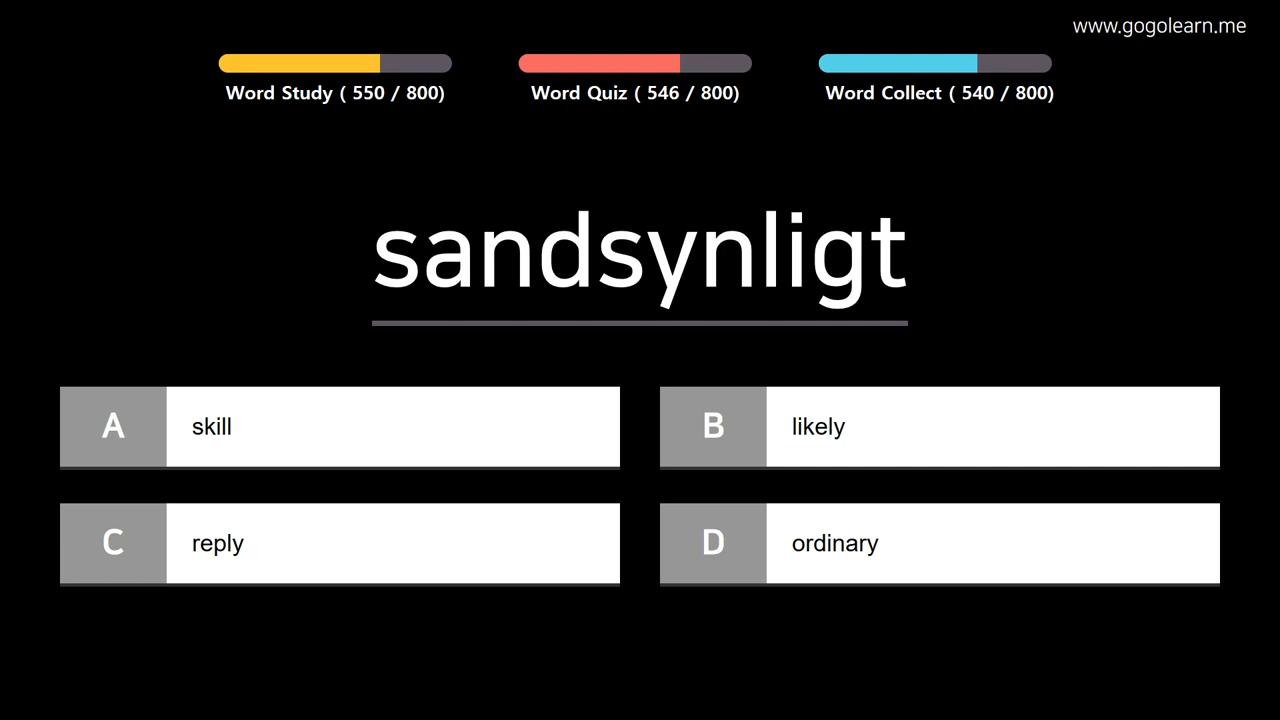 www.gogolearn.me
Word Study ( 550 / 800)
Word Quiz ( 546 / 800)
Word Collect ( 540 / 800)
sandsynligt
A skill
B likely
C reply
D ordinary